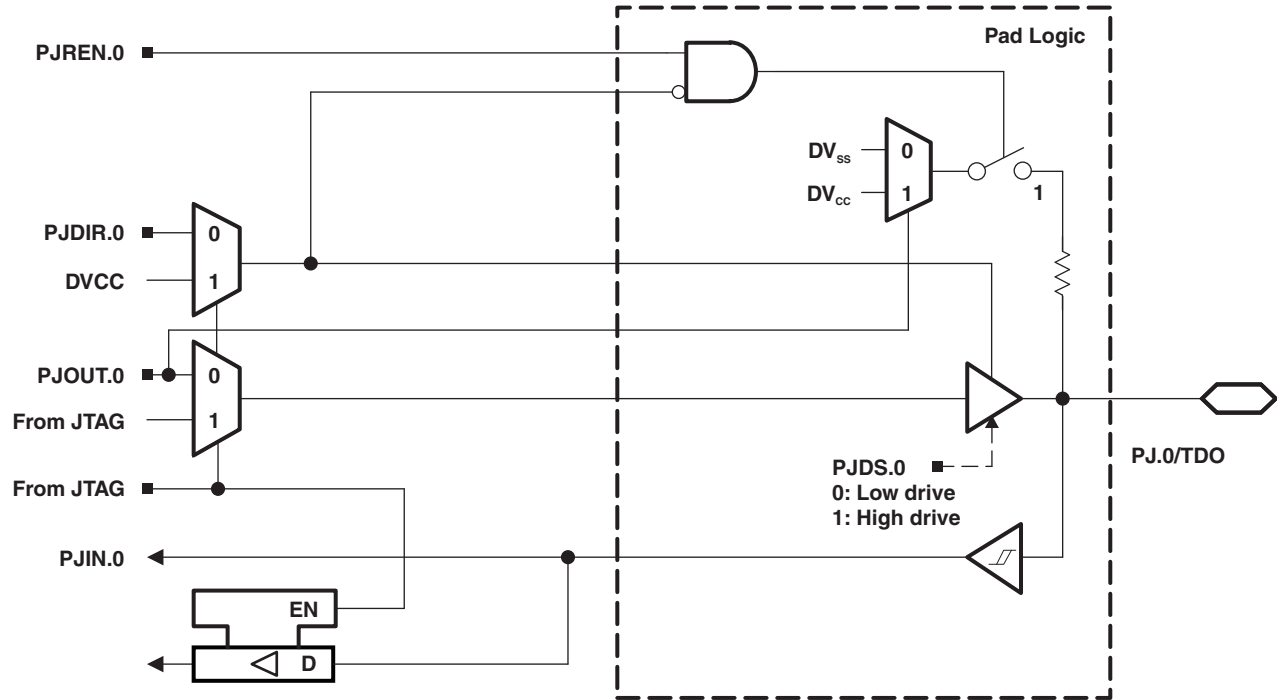 Pad Logic
PJREN.0
DVss
0
DVcc
1
1
PJDIR.0
0
DVCC
1
PJOUT.0
0
From JTAG
1
From JTAG
PJDS.0
0: Low drive
1: High drive
PJ.0/TDO
PJIN.0
EN
D